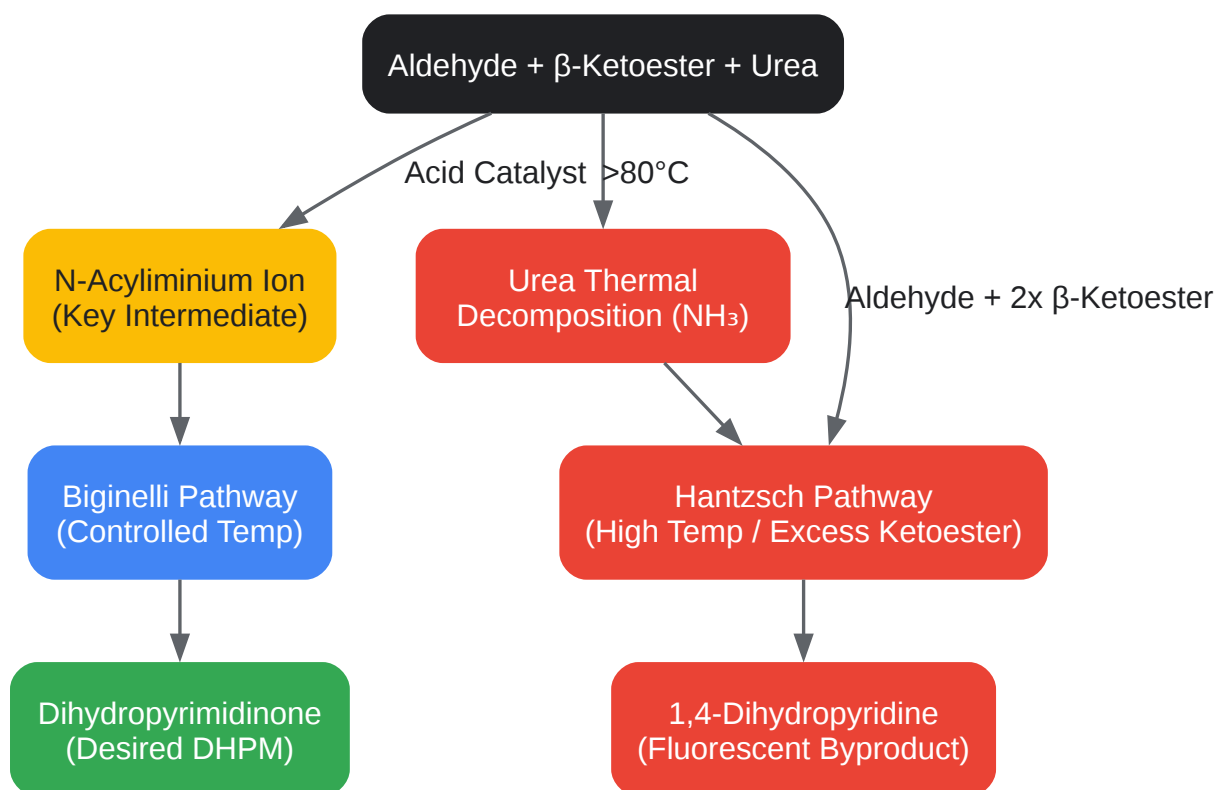 Aldehyde + β-Ketoester + Urea
Acid Catalyst
>80°C
N-Acyliminium Ion
(Key Intermediate)
Urea Thermal
Decomposition (NH₃)
Aldehyde + 2x β-Ketoester
Biginelli Pathway
(Controlled Temp)
Hantzsch Pathway
(High Temp / Excess Ketoester)
Dihydropyrimidinone
(Desired DHPM)
1,4-Dihydropyridine
(Fluorescent Byproduct)